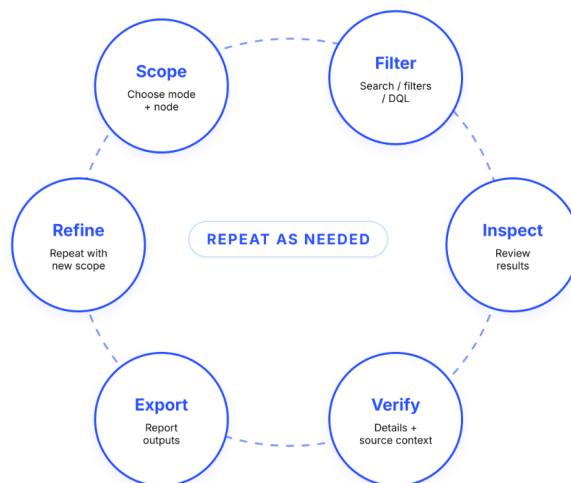 Scope
Choose mode
+ node
Filter
Search / filters
/ DQL
Refine
Repeat with
new scope
REPEAT AS NEEDED
Inspect
Review
results
Export
Report
outputs
Verify
Details +
source context